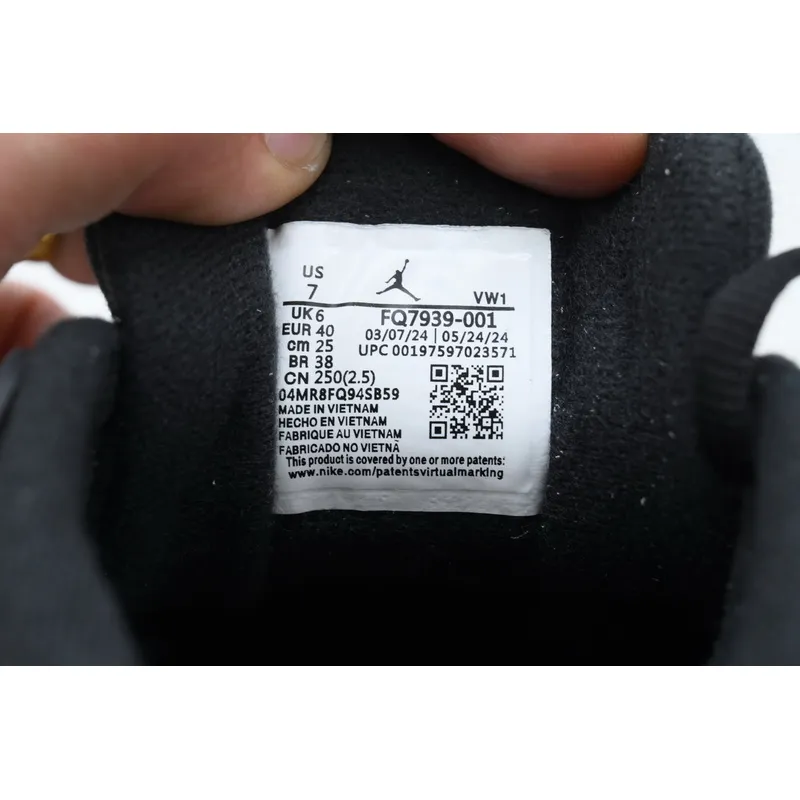 US
7
VW1
UK 6
FQ7939-001
EUR 40
03/07/24 | 05/24/24
cm 25
UPC 00197597023571
BR 38
CN 250(2.5)
04MR8FQ94SB59
MADE IN VIETNAM
HECHO EN VIETNAM
FABRIQUE AU VIETNAM
FABRICADO NO VIETNÃ
This product is covered by one or more patents:
www.nike.com/patentsvirtualmarking